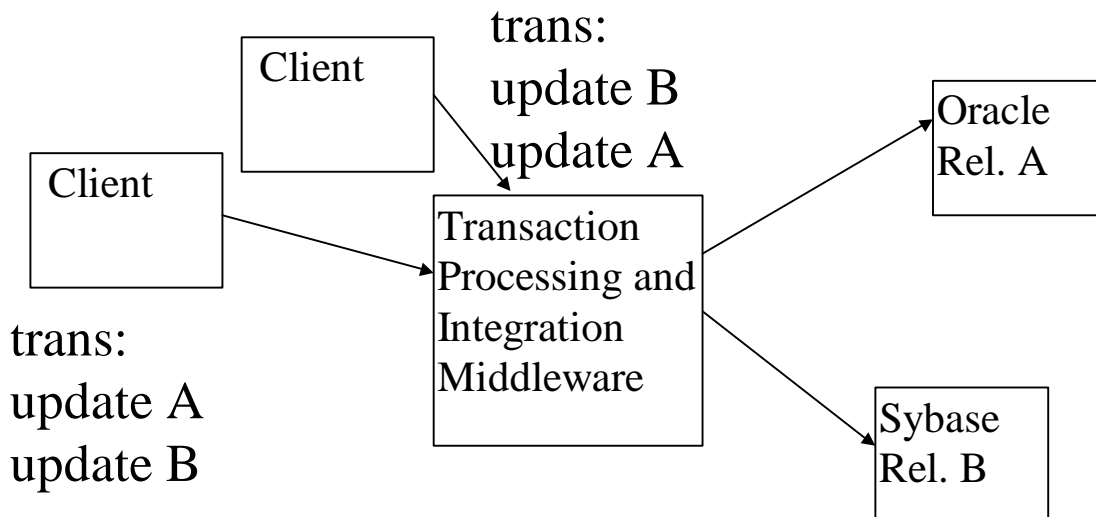 trans:
update B
update A
Client
Client
Oracle
Rel. A
Transaction
Processing and
Integration
Middleware
trans:
update A
update B
Sybase
Rel. B